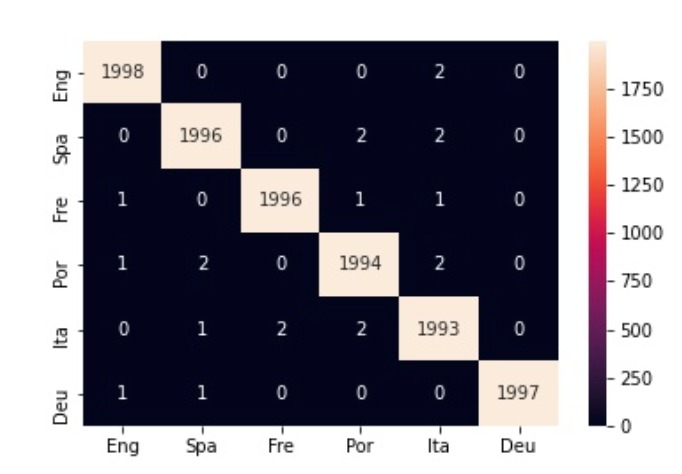 Eng 1998 0 0 0 2 0
Spa 0 1996 0 2 2 0
Fre 1 0 1996 1 1 0
Por 1 2 0 1994 2 0
Ita 0 1 2 2 1993 0
Deu 1 1 0 0 0 1997
Eng Spa Fre Por Ita Deu
1750
1500
1250
1000
750
500
250
0